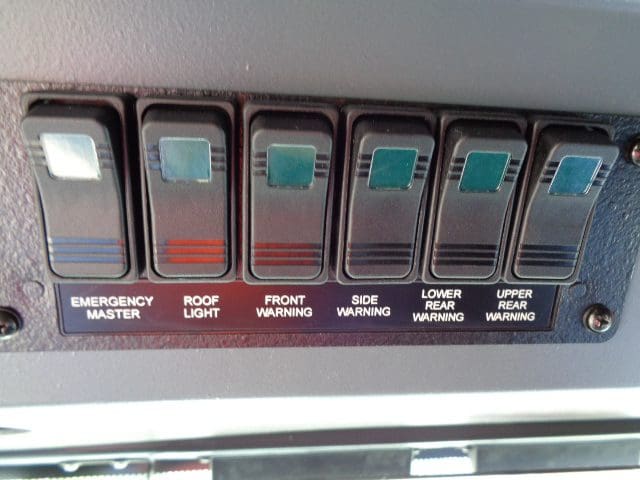 EMERGENCY
MASTER
ROOF
LIGHT
FRONT
WARNING
SIDE
WARNING
LOWER
REAR
WARNING
UPPER
REAR
WARNING